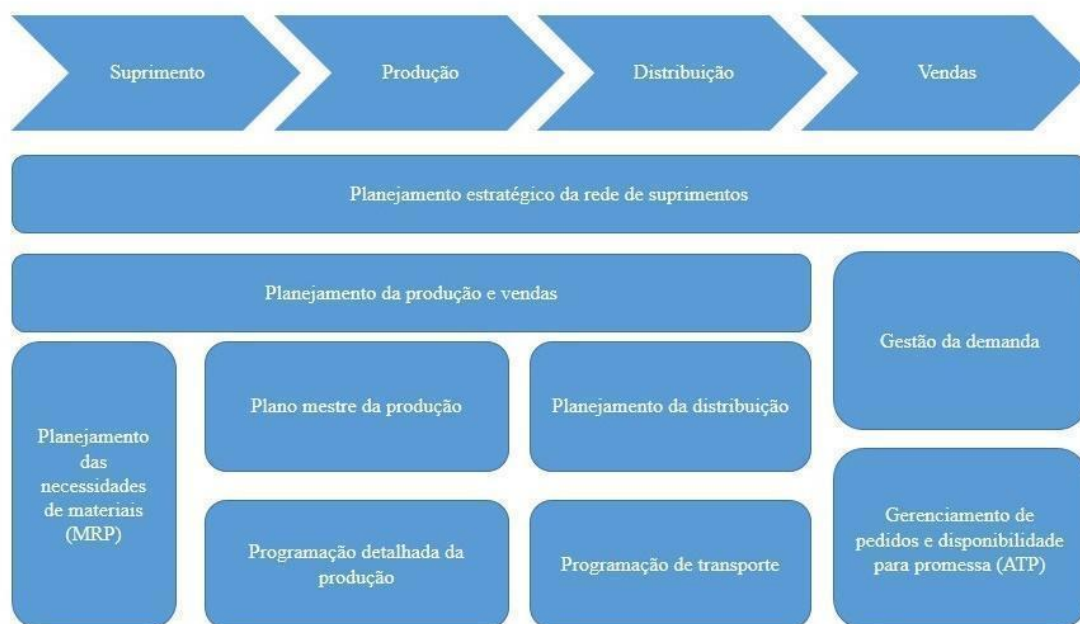 Suprimento
Produção
Distribuição
Vendas
Planejamento estratégico da rede de suprimentos
Planejamento da produção e vendas
Gestão da demanda
Planejamento
das
necessidades
de materiais
(MRP)
Plano mestre da produção
Planejamento da distribuição
Programação detalhada da
produção
Programação de transporte
Gerenciamento de
pedidos e disponibilidade
para promessa (ATP)